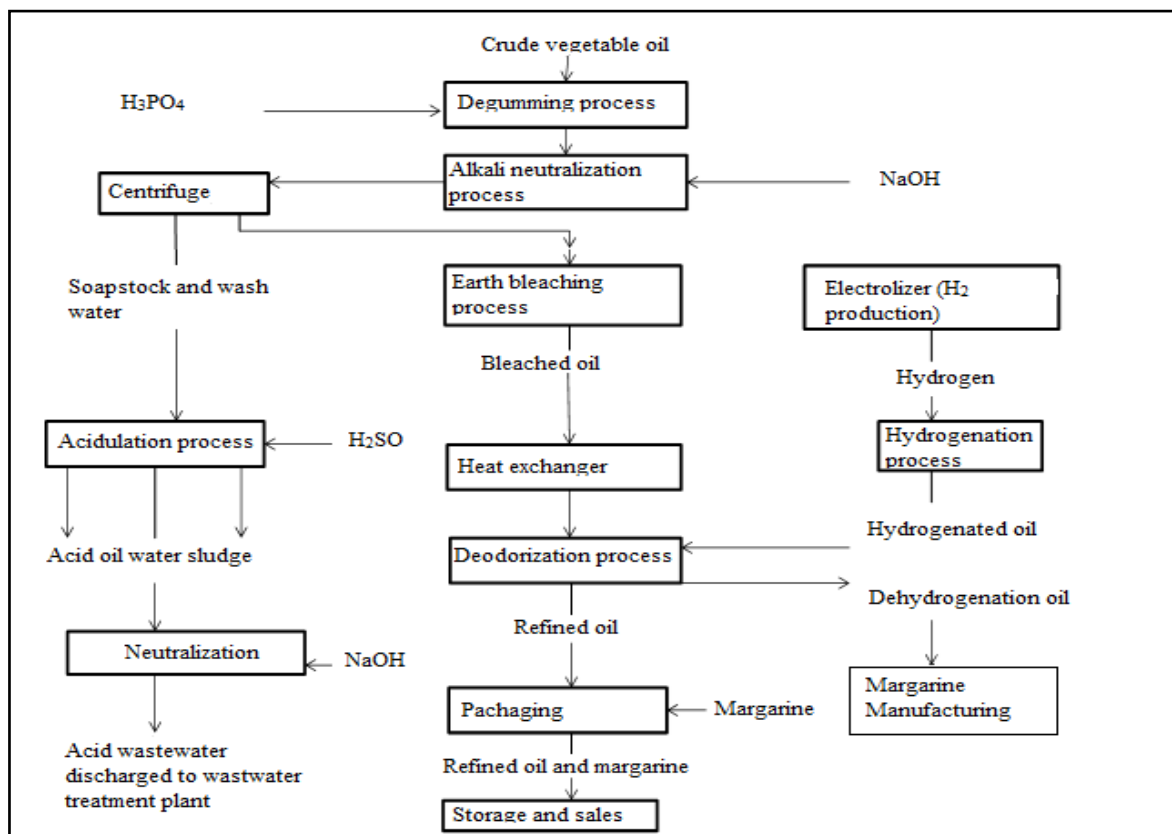 Crude vegetable oil
H3PO4
Degumming process
Alkali neutralization
process
NaOH
Centrifuge
Soapstock and wash
water
Earth bleaching
process
Electrolizer (H2
production)
Bleached oil
Hydrogen
Acidulation process
H2SO
Hydrogenation
process
Heat exchanger
Hydrogenated oil
Acid oil water sludge
Deodorization process
Dehydrogenation oil
Refined oil
Neutralization
NaOH
Pachaging
Margarine
Margarine
Manufacturing
Acid wastewater
discharged to wastwater
treatment plant
Refined oil and margarine
Storage and sales